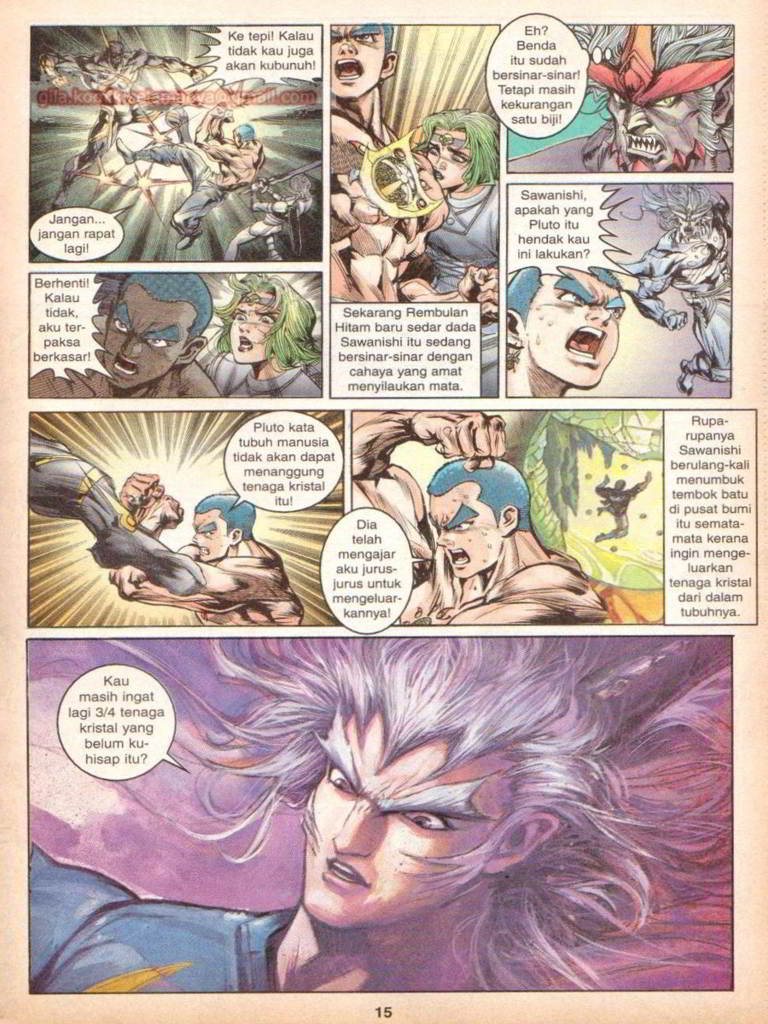 Ke tepi! Kalau
tidak kau juga
akan kubunuh!
Jangan...
jangan rapat
lagi!
Berhenti! Kalau
tidak,
aku ter-
paksa
berkasar!
Sekarang Rembulan
Hitam baru sedar dada
Sawanishi itu sedang
bersinar-sinar dengan
cahaya yang amat
menyilaukan mata.
Eh?
Benda
itu sudah
bersinar-sinar!
Tetapi masih
kekurangan
satu biji!
Sawanishi,
apakah yang
Pluto itu
hendak kau
ini lakukan?
Pluto kata
tubuh manusia
tidak akan dapat
menanggung
tenaga kristal
itu!
Dia
telah
mengajar
aku jurus-
jurus untuk
mengeluar-
kannya!
Rupa-
rupanya
Sawanishi
berulang-kali
menumbuk
tembok batu
di pusat bumi
itu semata-
mata kerana
ingin menge-
luarkan
tenaga kristal
dari dalam
tubuhnya.
Kau
masih ingat
lagi 3/4 tenaga
kristal yang
belum ku-
hisap itu?
15